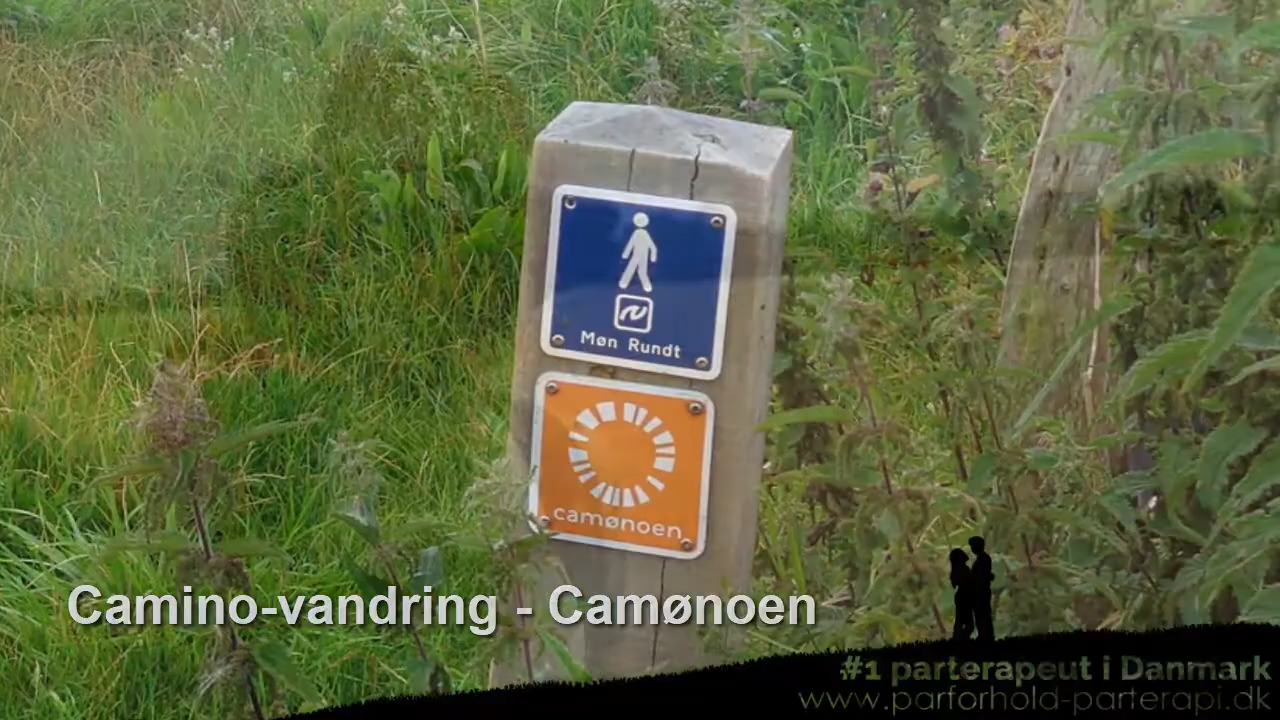 Møn Rundt
camønoen
Camino-vandring - Camønoen
#1 parterapeut i Danmark
www.parforhold-parterapi.dk